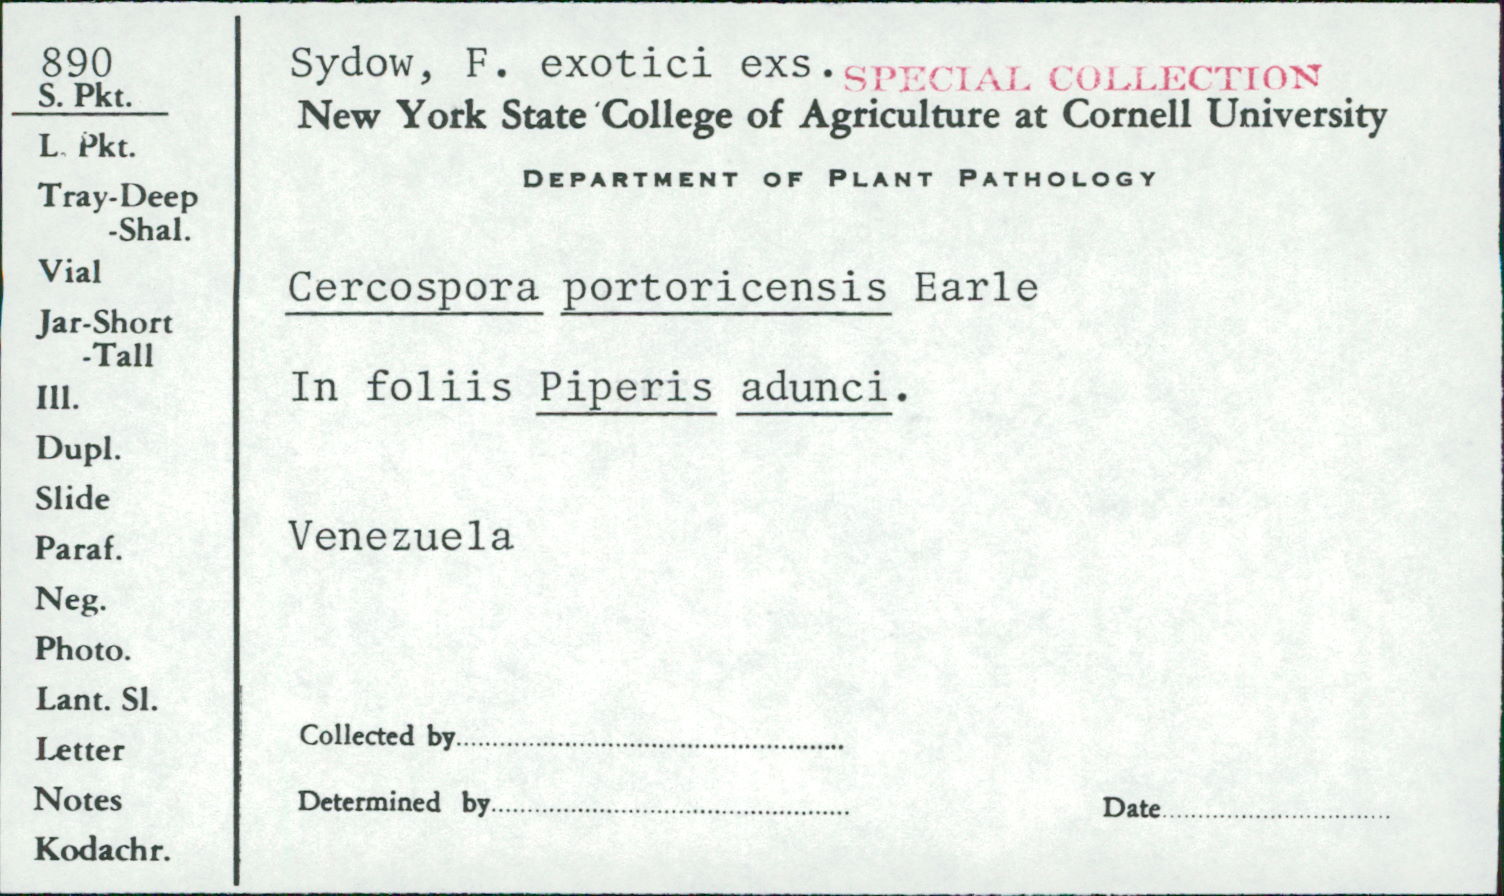 890
S. Pkt.
L. Pkt.
Tray-Deep
-Shal.
Vial
Jar-Short
-Tall
Ill.
Dupl.
Slide
Paraf.
Neg.
Photo.
Lant. Sl.
Letter
Notes
Kodachr.
Sydow, F. exotici exs. SPECIAL COLLECTION
New York State College of Agriculture at Cornell University
DEPARTMENT OF PLANT PATHOLOGY
Cercospora portoricensis Earle
In foliis Piperis adunci.
Venezuela
Collected by
Determined by
Date